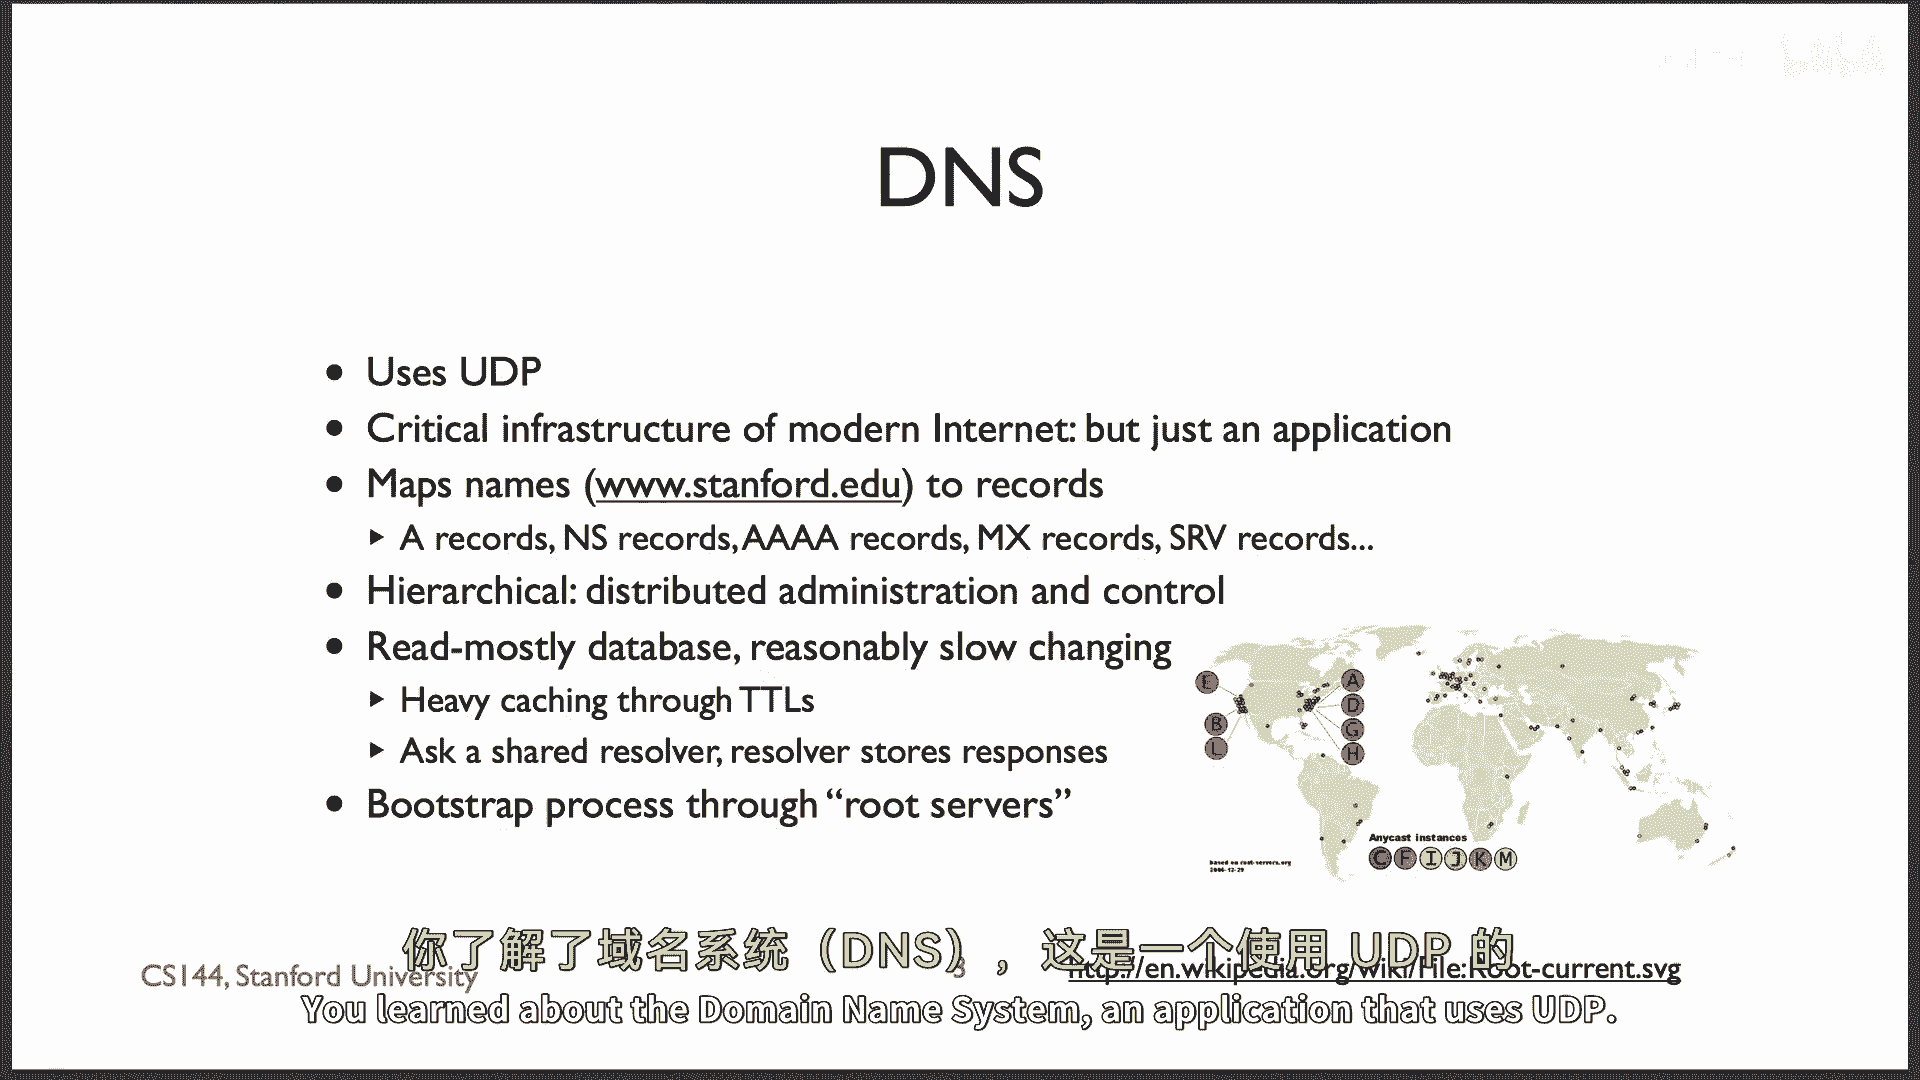 DNS
• Uses UDP
• Critical infrastructure of modern Internet: but just an application
• Maps names (www.stanford.edu) to records
▸ A records, NS records, AAAA records, MX records, SRV records...
• Hierarchical: distributed administration and control
• Read-mostly database, reasonably slow changing
▸ Heavy caching through TTLs
▸ Ask a shared resolver, resolver stores responses
• Bootstrap process through “root servers”
E
B
L
A
D
G
H
Anycast instances
C F I J K M
based on root-servers.org
2006-12-29
你了解了域名系统（DNS），这是一个使用 UDP 的
CS144, Stanford University
3
http://en.wikipedia.org/wiki/File:Root-current.svg
You learned about the Domain Name System, an application that uses UDP.